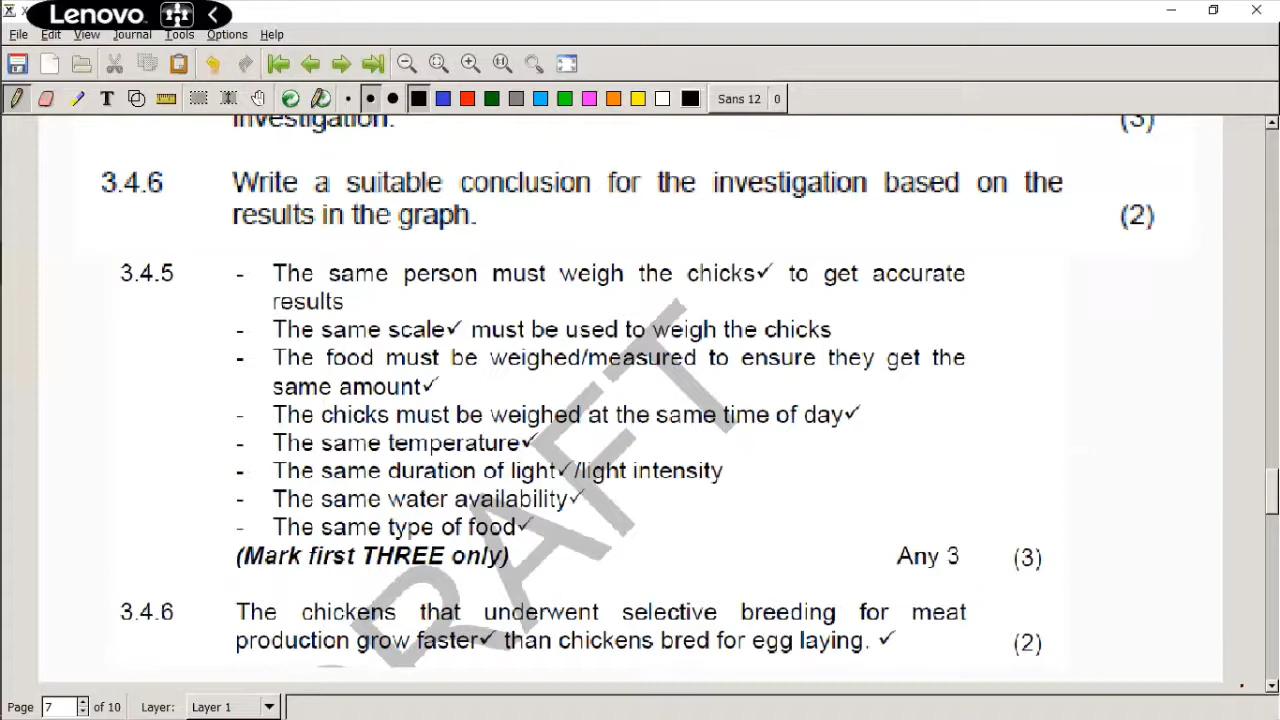 Lenovo
File Edit View Journal Tools Options Help
Sans 12 0
investigation. (3)
3.4.6 Write a suitable conclusion for the investigation based on the
results in the graph. (2)
3.4.5 - The same person must weigh the chicks✓ to get accurate
results
- The same scale✓ must be used to weigh the chicks
- The food must be weighed/measured to ensure they get the
same amount✓
- The chicks must be weighed at the same time of day✓
- The same temperature✓
- The same duration of light✓/light intensity
- The same water availability✓
- The same type of food✓
(Mark first THREE only) Any 3 (3)
3.4.6 The chickens that underwent selective breeding for meat
production grow faster✓ than chickens bred for egg laying. ✓ (2)
RAFT
Page 7 of 10 Layer: Layer 1